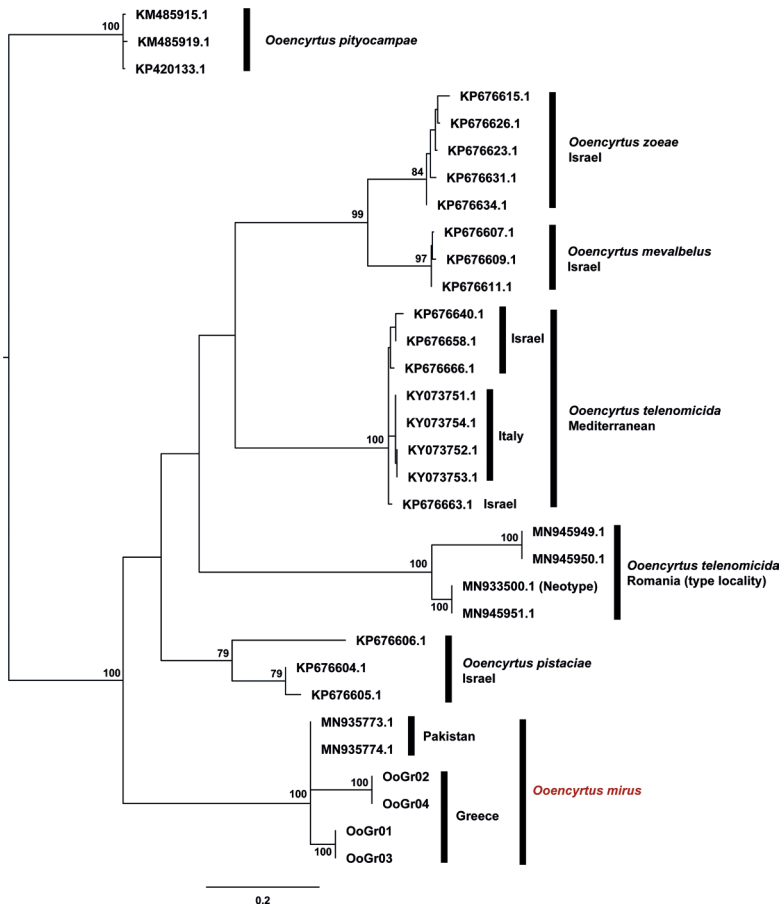 KM485915.1
100
KM485919.1
Ooencyrtus pityocampae
KP420133.1
KP676615.1
KP676626.1
Ooencyrtus zoeae
KP676623.1
Israel
84
KP676631.1
KP676634.1
99
KP676607.1
Ooencyrtus mevalbelus
97
KP676609.1
Israel
KP676611.1
KP676640.1
KP676658.1
Israel
KP676666.1
KY073751.1
Ooencyrtus telenomicida
KY073754.1
Mediterranean
Italy
100
KY073752.1
KY073753.1
KP676663.1 Israel
MN945949.1
100
MN945950.1
Ooencyrtus telenomicida
100
MN933500.1 (Neotype)
Romania (type locality)
100
MN945951.1
KP676606.1
79
Ooencyrtus pistaciae
KP676604.1
79
Israel
100
KP676605.1
MN935773.1
Pakistan
MN935774.1
OoGr02
100
Ooencyrtus mirus
100
OoGr04
Greece
OoGr01
100
OoGr03
0.2